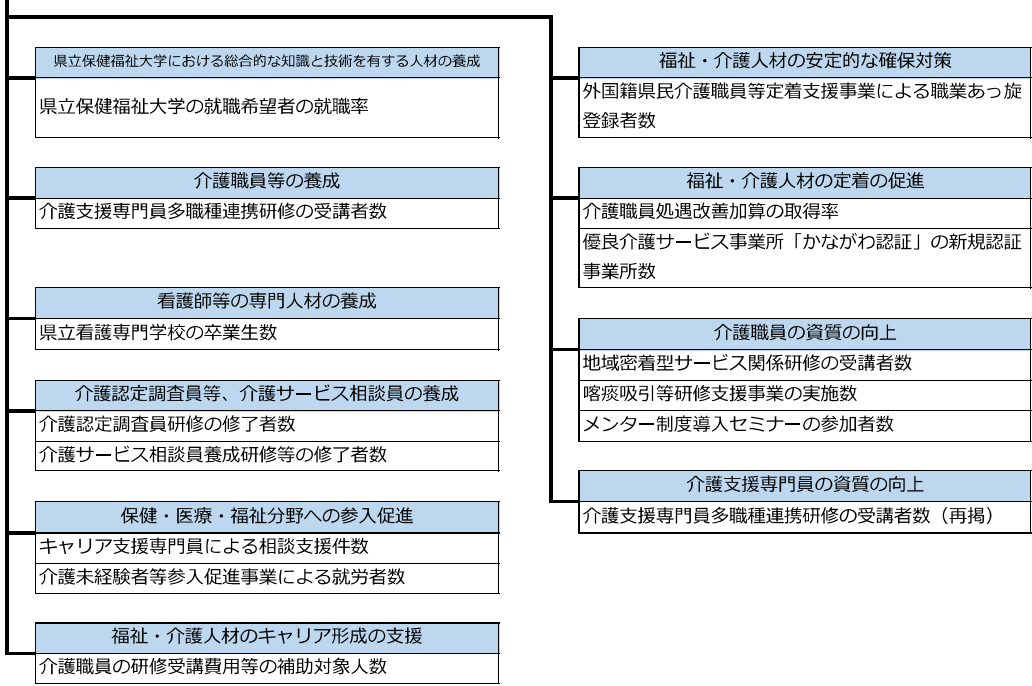 県立保健福祉大学における総合的な知識と技術を有する人材の養成
県立保健福祉大学の就職希望者の就職率
介護職員等の養成
介護支援専門員多職種連携研修の受講者数
看護師等の専門人材の養成
県立看護専門学校の卒業生数
介護認定調査員等、介護サービス相談員の養成
介護認定調査員研修の修了者数
介護サービス相談員養成研修等の修了者数
保健・医療・福祉分野への参入促進
キャリア支援専門員による相談支援件数
介護未経験者等参入促進事業による就労者数
福祉・介護人材のキャリア形成の支援
介護職員の研修受講費用等の補助対象人数
福祉・介護人材の安定的な確保対策
外国籍県民介護職員等定着支援事業による職業あっ旋
登録者数
福祉・介護人材の定着の促進
介護職員処遇改善加算の取得率
優良介護サービス事業所「かながわ認証」の新規認証
事業所数
介護職員の資質の向上
地域密着型サービス関係研修の受講者数
喀痰吸引等研修支援事業の実施数
メンター制度導入セミナーの参加者数
介護支援専門員の資質の向上
介護支援専門員多職種連携研修の受講者数（再掲）